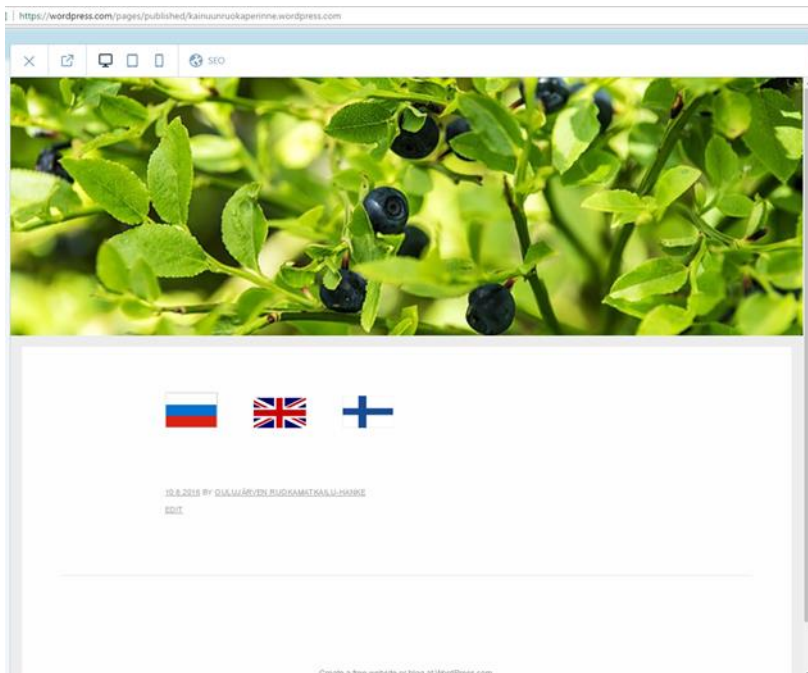 https://wordpress.com/pages/published/kainuunruokaperinne.wordpress.com
SEO
10.8.2016 BY OULUJÄRVEN RUOKAMATKAILU-HANKE
EDIT
Create a free website or blog at WordPress.com